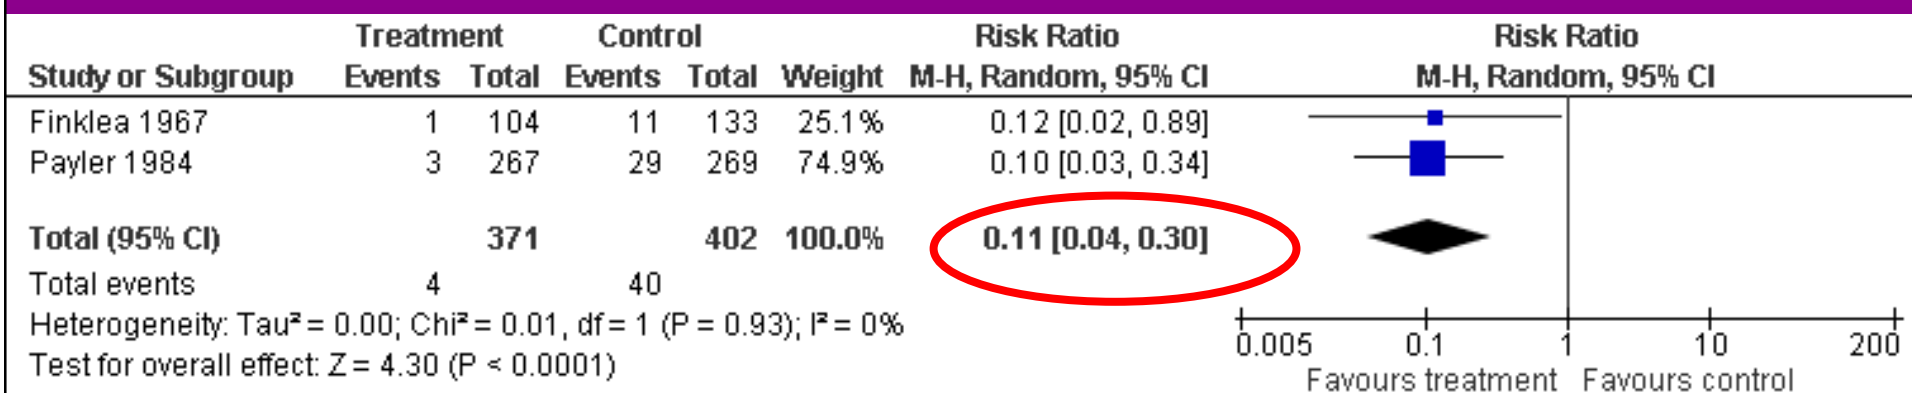 Treatment Control Risk Ratio Risk Ratio
Study or Subgroup Events Total Events Total Weight M-H, Random, 95% CI M-H, Random, 95% CI
Finklea 1967 1 104 11 133 25.1% 0.12 [0.02, 0.89]
Payler 1984 3 267 29 269 74.9% 0.10 [0.03, 0.34]
Total (95% CI) 371 402 100.0% 0.11 [0.04, 0.30]
Total events 4 40
Heterogeneity: Tau² = 0.00; Chi² = 0.01, df = 1 (P = 0.93); I² = 0%
Test for overall effect: Z = 4.30 (P < 0.0001)
0.005 0.1 1 10 200
Favours treatment Favours control